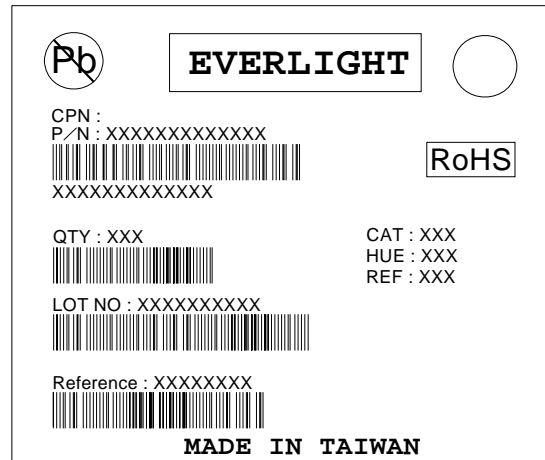 Pb
EVERLIGHT
CPN :
P/N : XXXXXXXXXXXXX
RoHS
XXXXXXXXXXXXX
QTY : XXX
CAT : XXX
HUE : XXX
REF : XXX
LOT NO : XXXXXXXXXX
Reference : XXXXXXXX
MADE IN TAIWAN